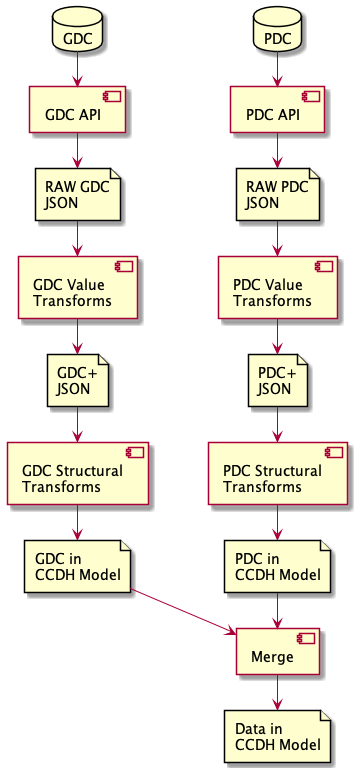 GDC
PDC
GDC API
PDC API
RAW GDC
JSON
RAW PDC
JSON
GDC Value
Transforms
PDC Value
Transforms
GDC+
JSON
PDC+
JSON
GDC Structural
Transforms
PDC Structural
Transforms
GDC in
CCDH Model
PDC in
CCDH Model
Merge
Data in
CCDH Model